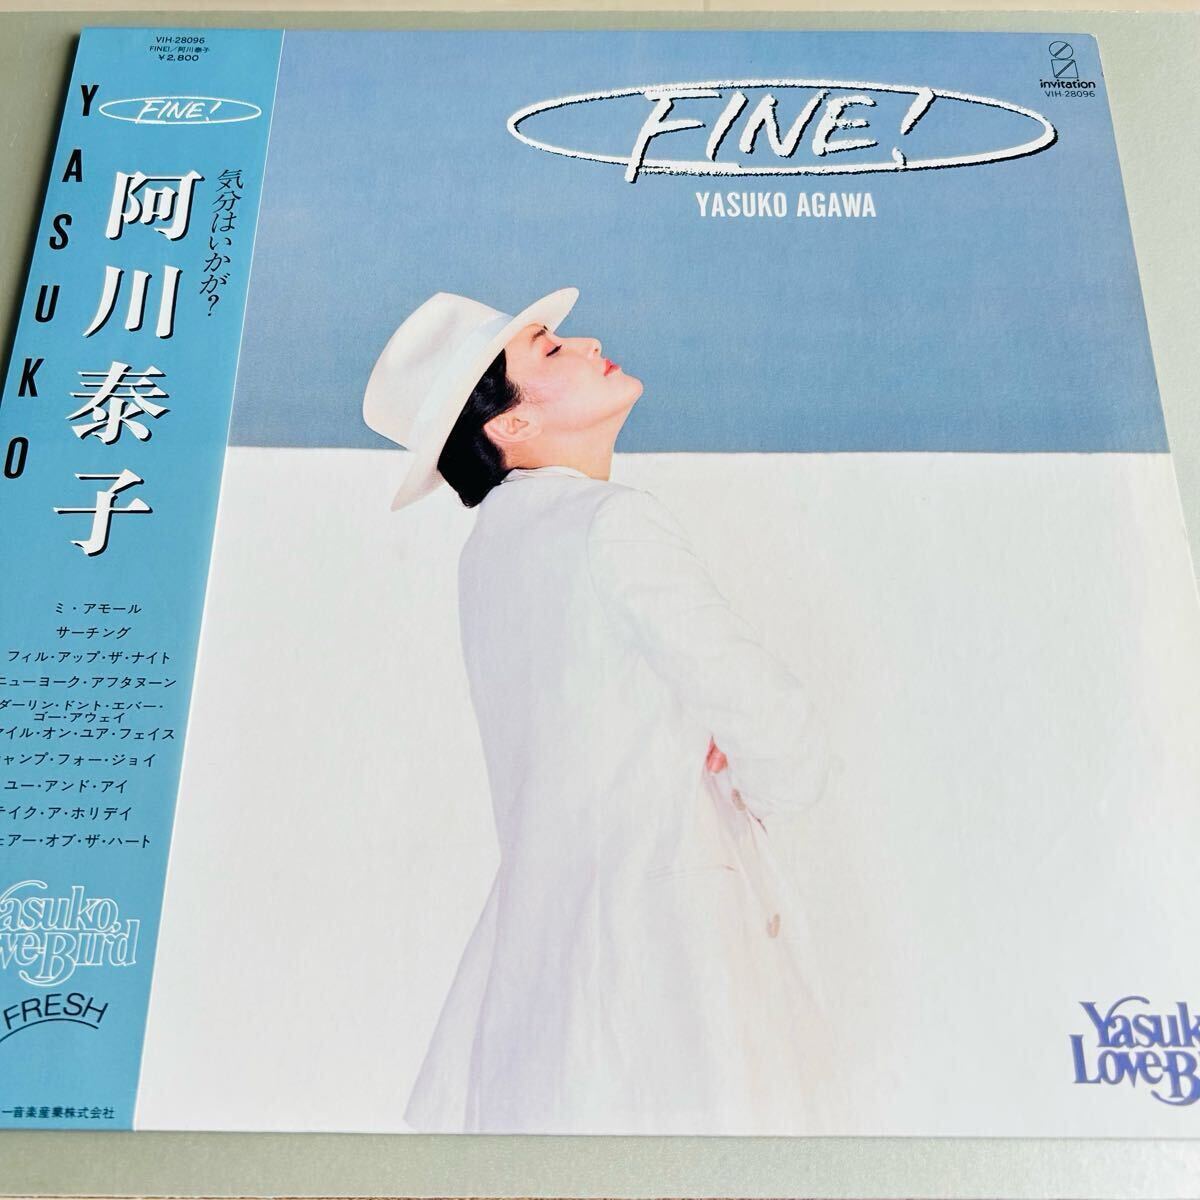 VIH-28096
FINE!／阿川泰子
￥2,800
YASUKO
FINE!
気分はいかが?
阿川泰子
ミ・アモール
サーチング
フィル・アップ・ザ・ナイト
ニューヨーク・アフタヌーン
ダーリン・ドント・エバー・
ゴー・アウェイ
マイル・オン・ユア・フェイス
ャンプ・フォー・ジョイ
ユー・アンド・アイ
テイク・ア・ホリデイ
ェアー・オブ・ザ・ハート
Yasuko,
ve-Bird
FRESH
ー音楽産業株式会社
FINE!
YASUKO AGAWA
invitation
VIH-28096
Yasuk
Love-B